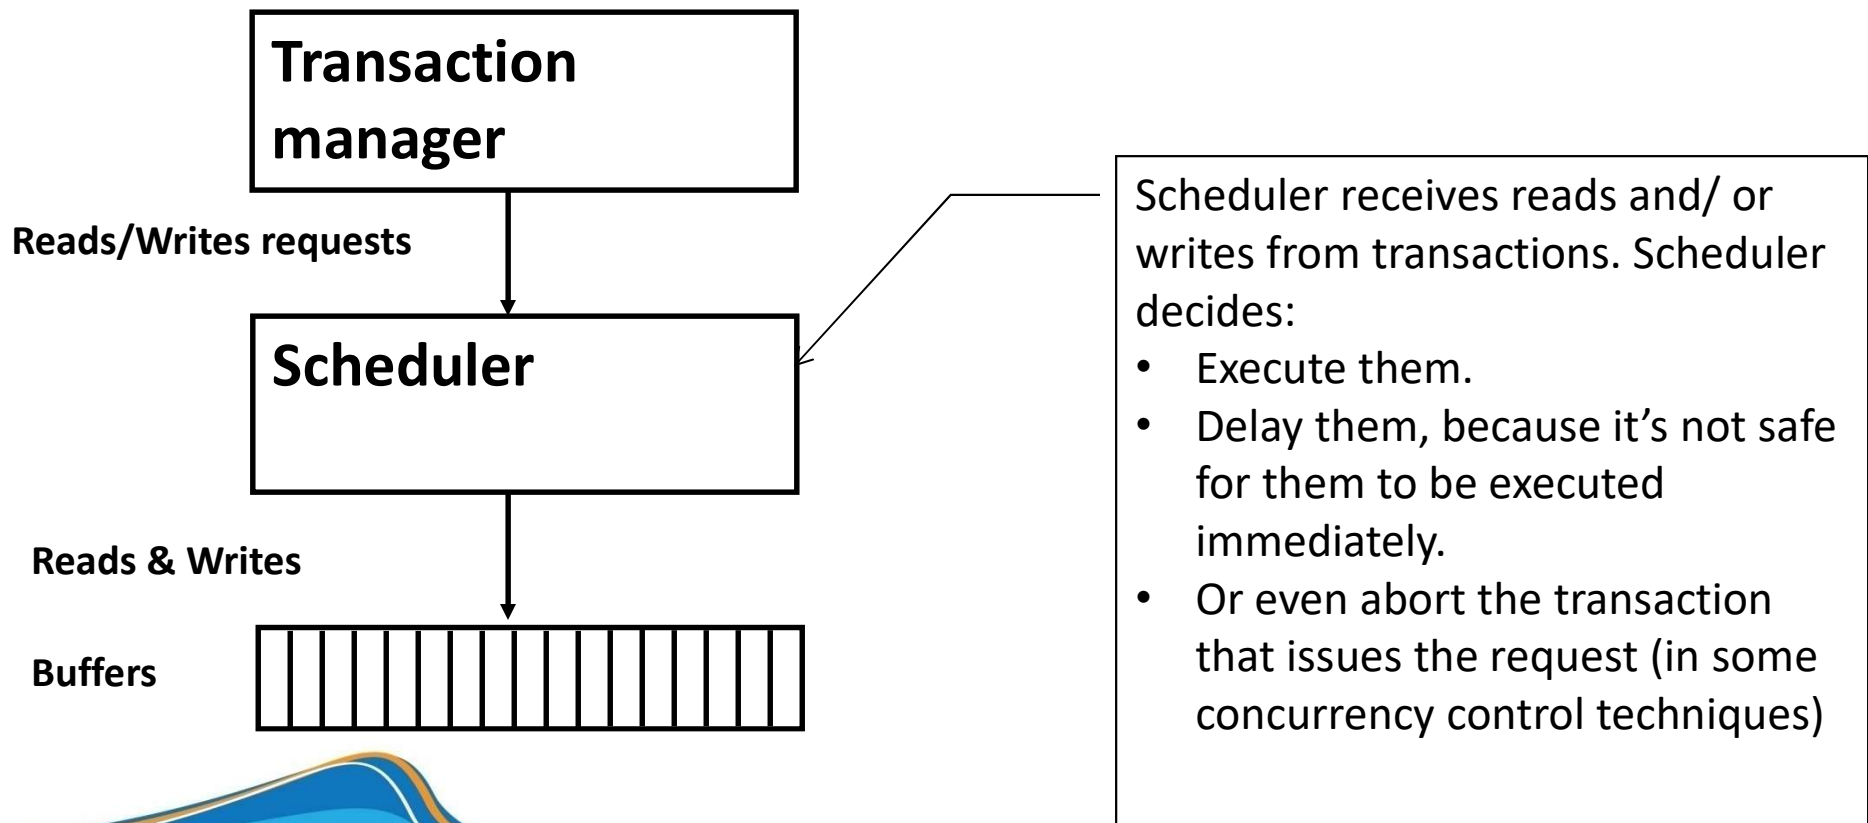 Transaction
manager
Reads/Writes requests
Scheduler
Reads & Writes
Buffers
Scheduler receives reads and/ or
writes from transactions. Scheduler
decides:
• Execute them.
• Delay them, because it’s not safe
for them to be executed
immediately.
• Or even abort the transaction
that issues the request (in some
concurrency control techniques)